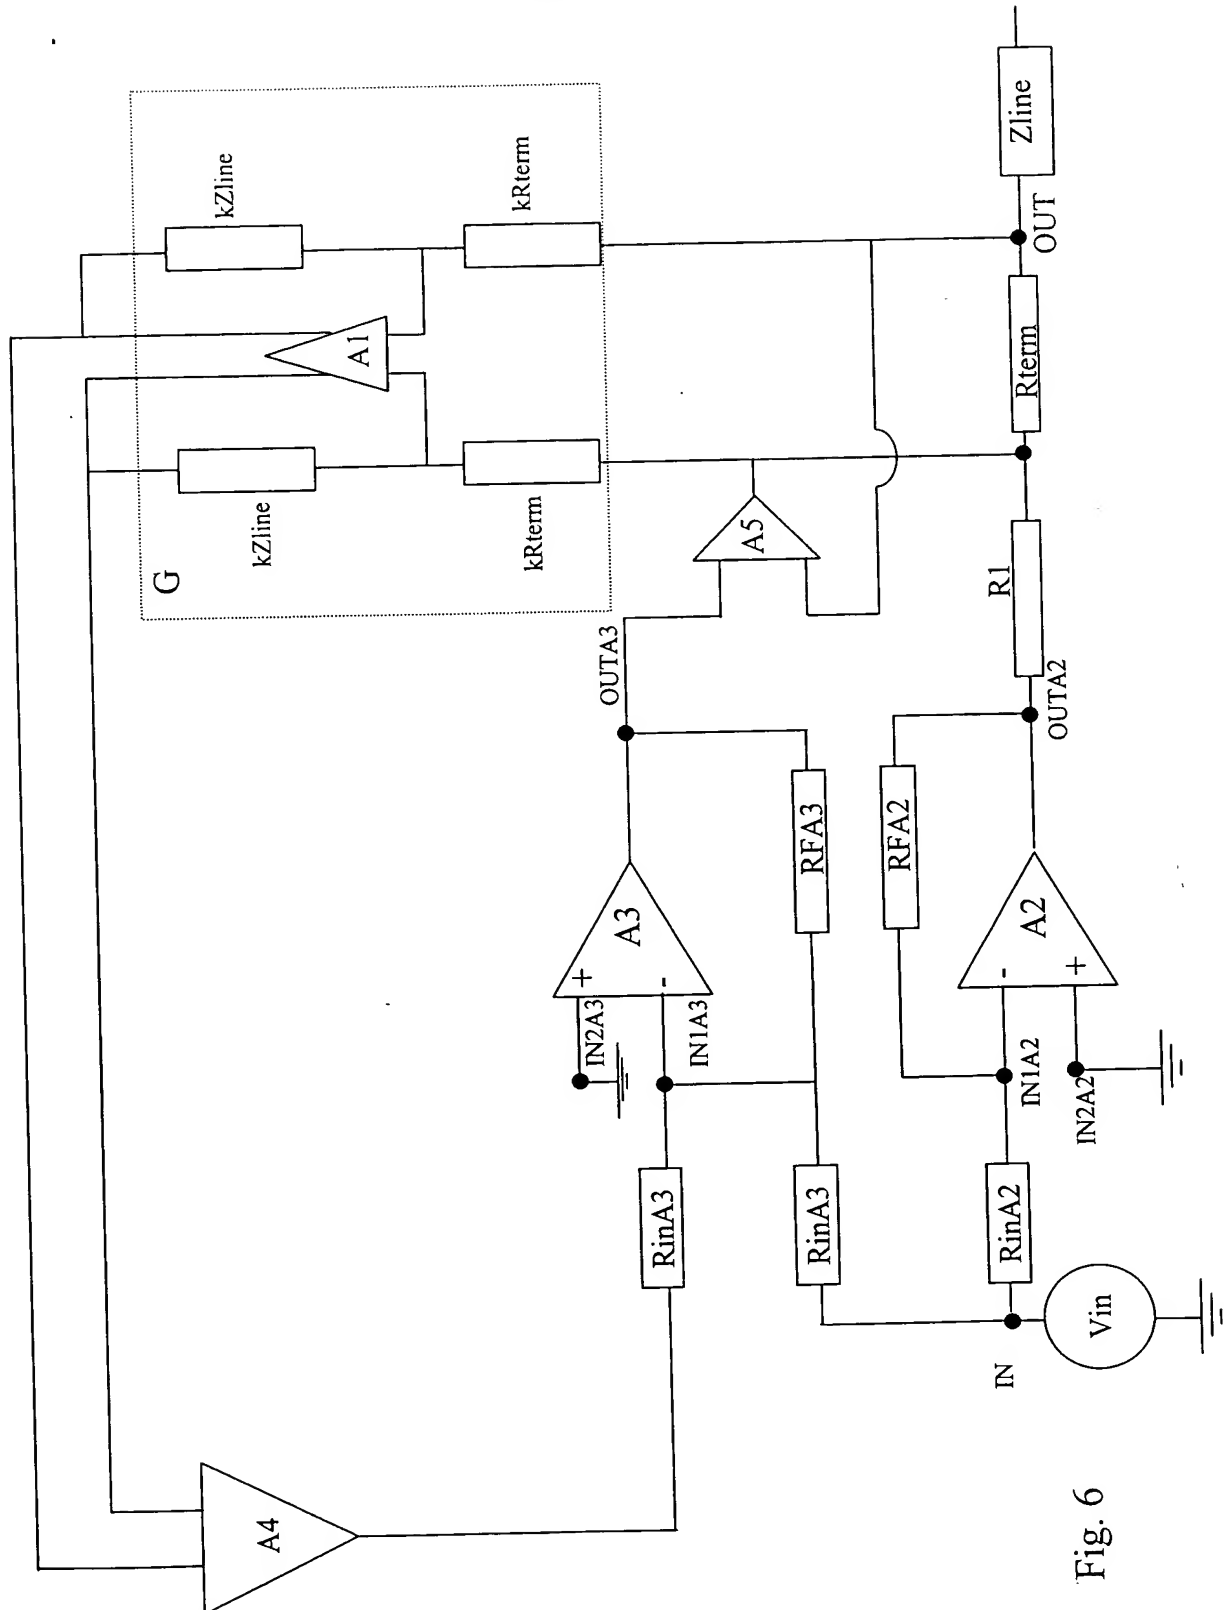 Zline
OUT
Rterm
R1
OUTA2
kZline
kRterm
A1
kZline
kRterm
G
A5
OUTA3
RFA3
RFA2
A3
+
-
IN2A3
IN1A3
A2
-
+
IN1A2
IN2A2
RinA3
RinA3
RinA2
Vin
IN
A4
Fig. 6